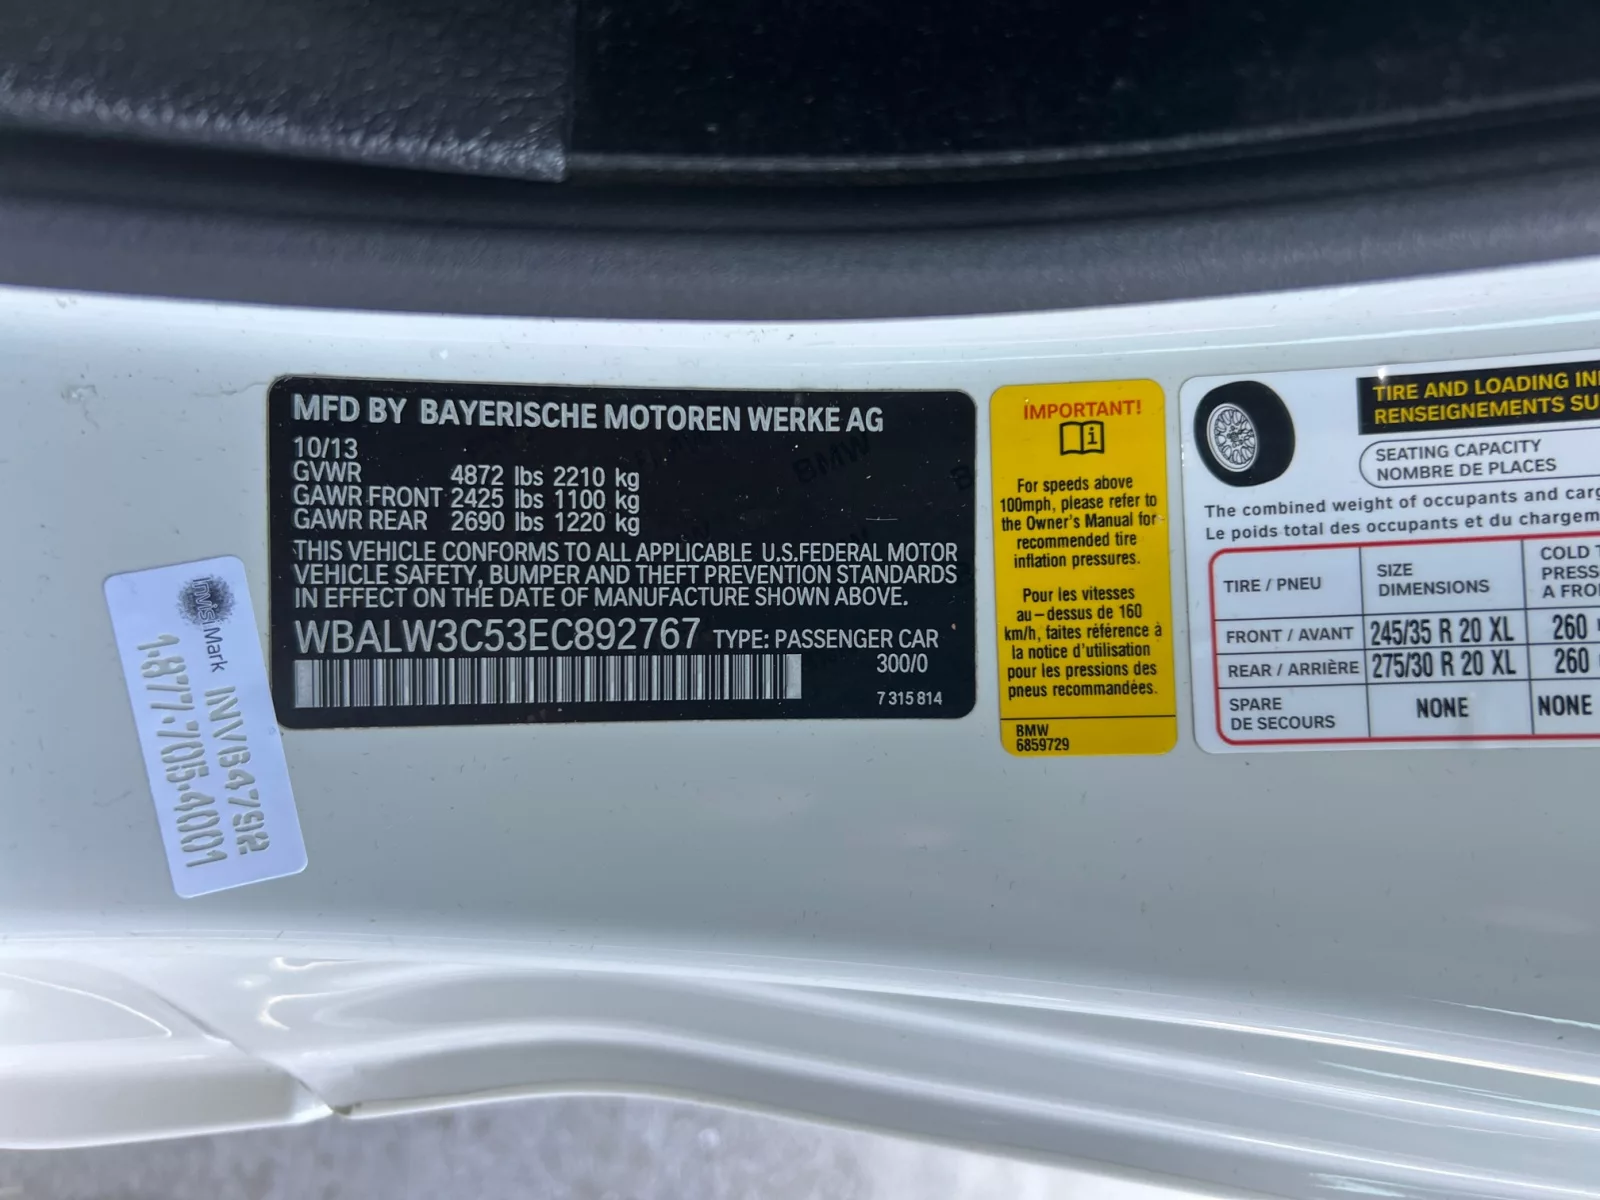 MFD BY BAYERISCHE MOTOREN WERKE AG
10/13
GVWR 4872 lbs 2210 kg
GAWR FRONT 2425 lbs 1100 kg
GAWR REAR 2690 lbs 1220 kg
THIS VEHICLE CONFORMS TO ALL APPLICABLE U.S.FEDERAL MOTOR
VEHICLE SAFETY, BUMPER AND THEFT PREVENTION STANDARDS
IN EFFECT ON THE DATE OF MANUFACTURE SHOWN ABOVE.
WBALW3C53EC892767 TYPE: PASSENGER CAR
300/0
7 315 814
InvisiMark
INVB4792
1·877·705·4001
IMPORTANT!
For speeds above
100mph, please refer to
the Owner's Manual for
recommended tire
inflation pressures.
Pour les vitesses
au – dessus de 160
km/h, faites référence à
la notice d'utilisation
pour les pressions des
pneus recommandées.
BMW
6859729
TIRE AND LOADING
RENSEIGNEMENTS
SEATING CAPACITY
NOMBRE DE PLACES
The combined weight of occupants and
Le poids total des occupants et du
TIRE / PNEU
SIZE
DIMENSIONS
COLD
A
FRONT / AVANT 245/35 R 20 XL 260
REAR / ARRIÈRE 275/30 R 20 XL 260
SPARE
DE SECOURS
NONE NONE